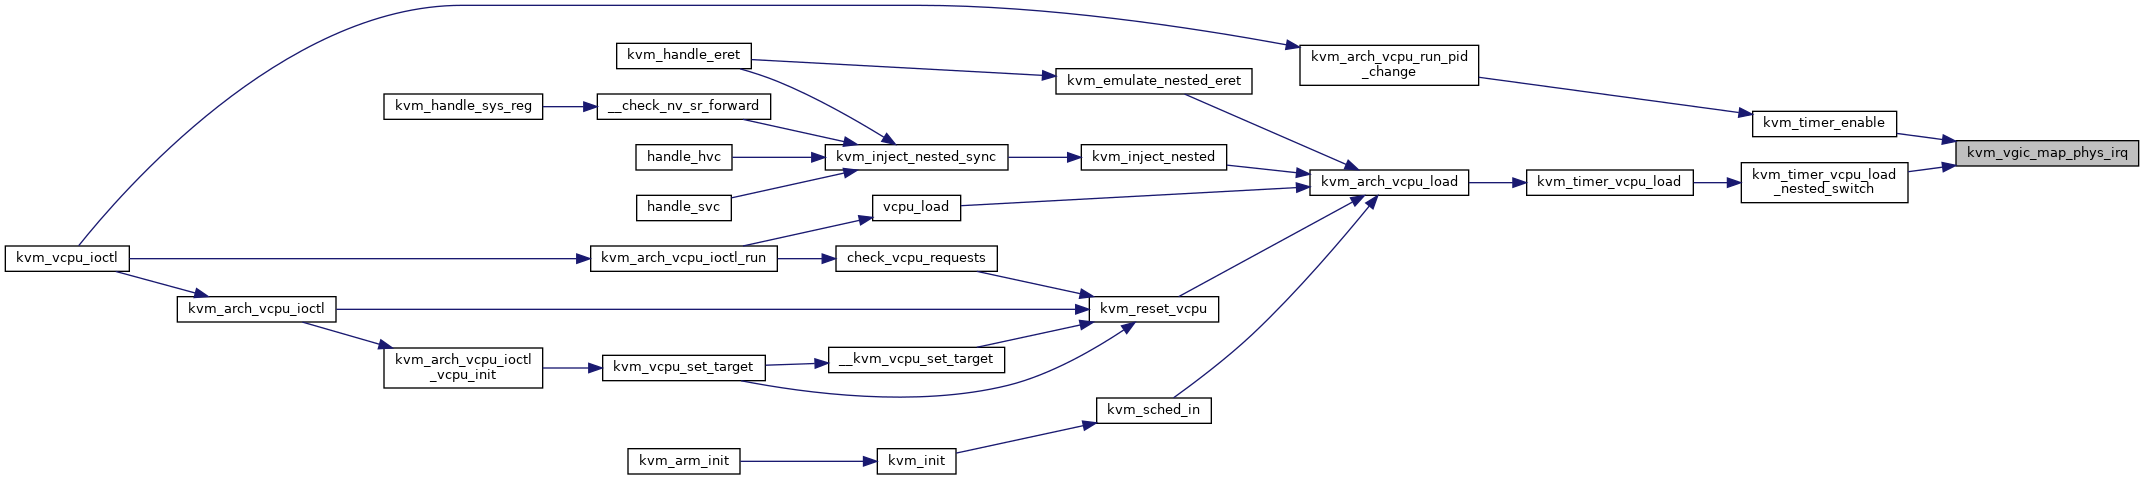 kvm_handle_eret
kvm_arch_vcpu_run_pid
_change
kvm_emulate_nested_eret
kvm_handle_sys_reg
__check_nv_sr_forward
kvm_timer_enable
kvm_vgic_map_phys_irq
handle_hvc
kvm_inject_nested_sync
kvm_inject_nested
kvm_arch_vcpu_load
kvm_timer_vcpu_load
kvm_timer_vcpu_load
_nested_switch
handle_svc
vcpu_load
kvm_vcpu_ioctl
kvm_arch_vcpu_ioctl_run
check_vcpu_requests
kvm_arch_vcpu_ioctl
kvm_reset_vcpu
kvm_arch_vcpu_ioctl
_vcpu_init
kvm_vcpu_set_target
__kvm_vcpu_set_target
kvm_sched_in
kvm_arm_init
kvm_init